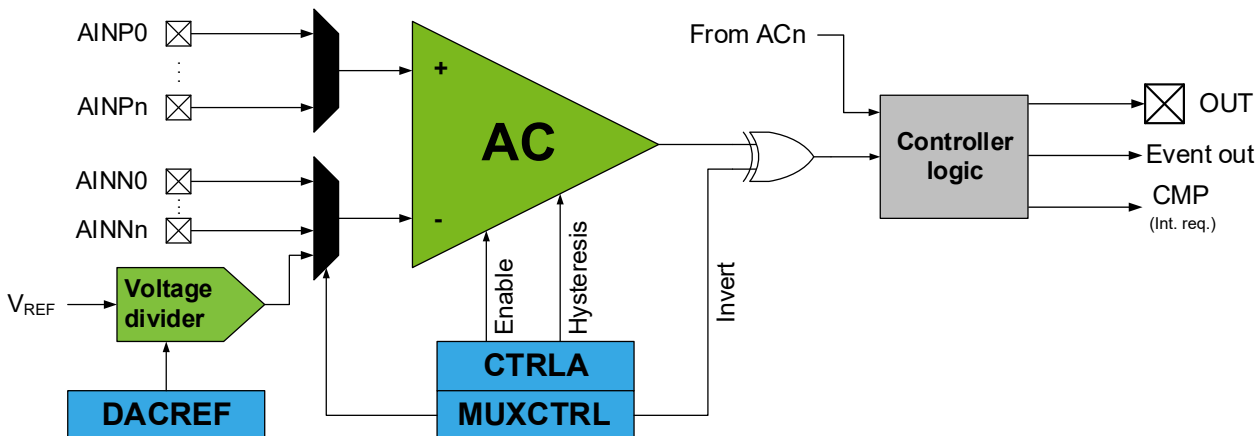 AINP0
AINPn
AINN0
AINNn
VREF
Voltage
divider
DACREF
+
AC
-
Enable
Hysteresis
Invert
CTRLA
MUXCTRL
From ACn
Controller
logic
OUT
Event out
CMP
(Int. req.)